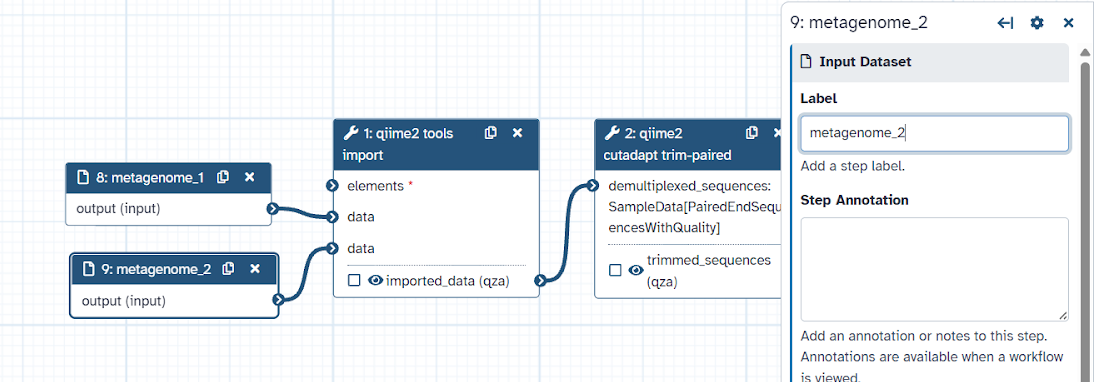 8: metagenome_1
output (input)
9: metagenome_2
output (input)
1: qiime2 tools
import
elements *
data
data
imported_data (qza)
2: qiime2
cutadapt trim-paired
demultiplexed_sequences:
SampleData[PairedEndSequ
encesWithQuality]
trimmed_sequences
(qza)
9: metagenome_2
Input Dataset
Label
metagenome_2
Add a step label.
Step Annotation
Add an annotation or notes to this step.
Annotations are available when a workflow
is viewed.